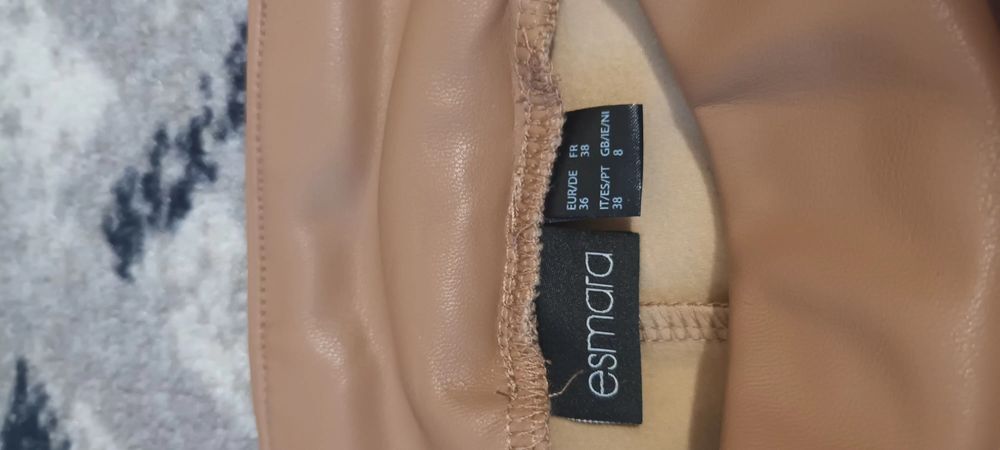 esmara
EUR/DE FR
36 38
IT/ES/PT GB/IE/NI
38 8